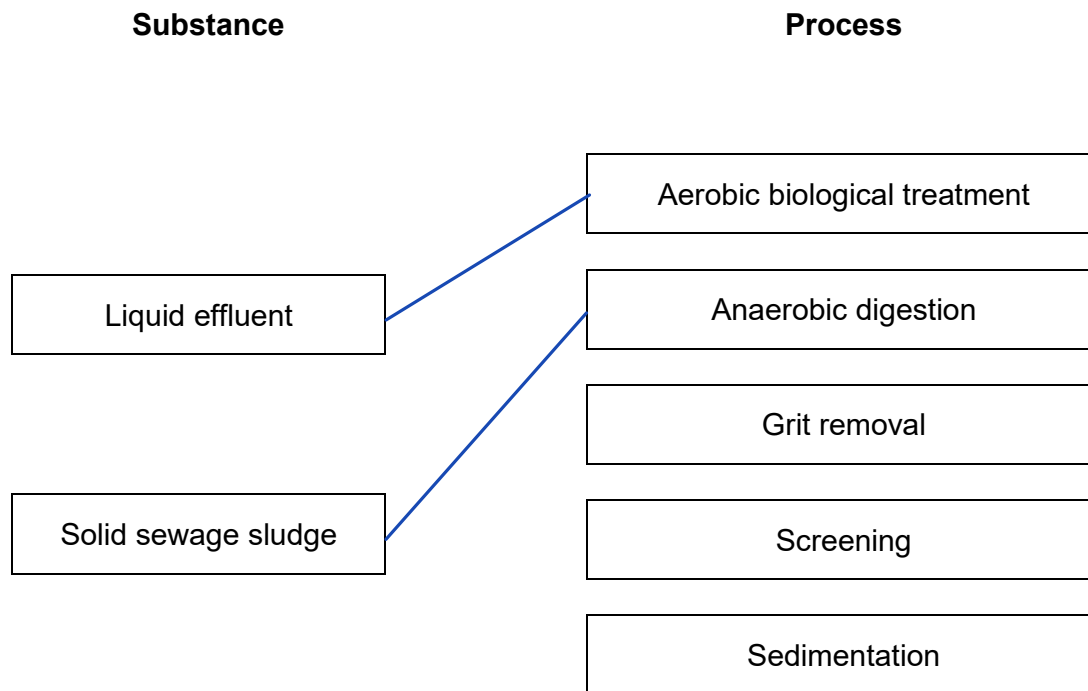 Substance
Process
Aerobic biological treatment
Liquid effluent
Anaerobic digestion
Grit removal
Solid sewage sludge
Screening
Sedimentation